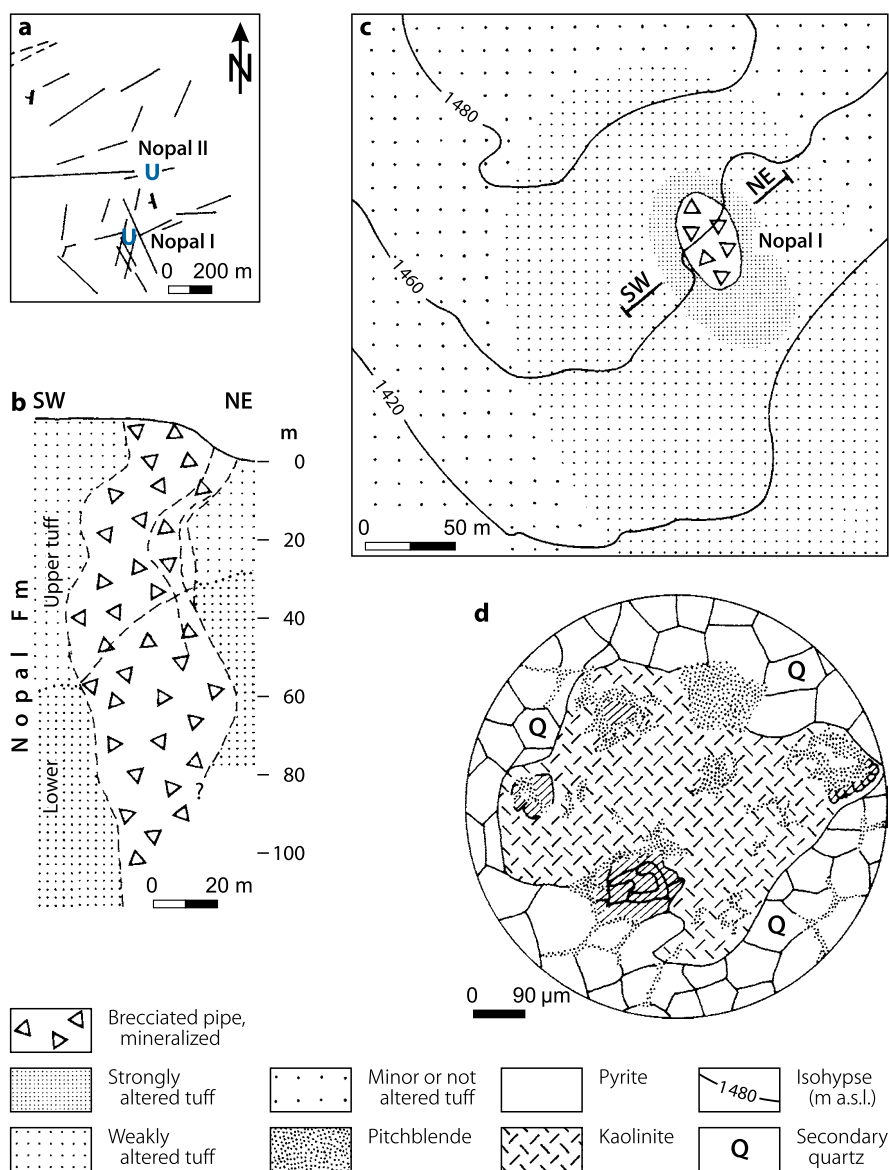 a
N
Nopal II
U
U
Nopal I
0 200 m
b SW NE
m
0
20
40
60
80
100
Upper tuff
Lower
Nopal Fm
?
0 20 m
c
1480
1460
1420
NE
SW
Nopal I
0 50 m
d
Q
Q
Q
0 90 µm
Brecciated pipe,
mineralized
Strongly
altered tuff
Weakly
altered tuff
Minor or not
altered tuff
Pitchblende
Pyrite
Kaolinite
1480
Isohypse
(m a.s.l.)
Q
Secondary
quartz